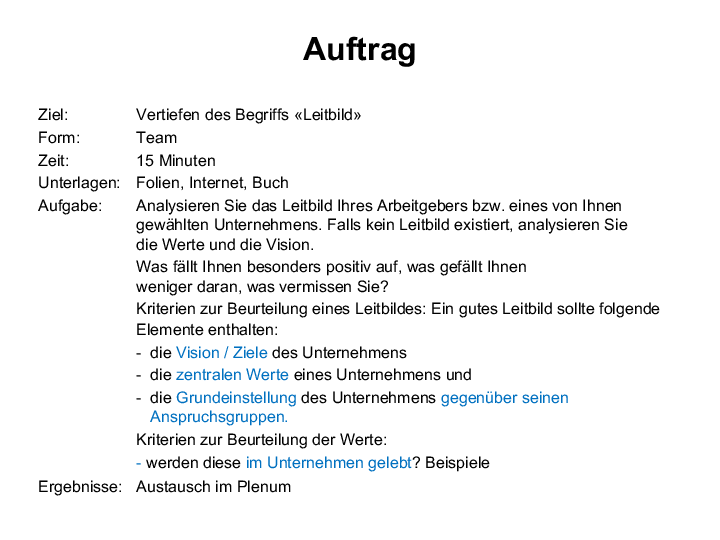 Auftrag
Ziel: Vertiefen des Begriffs «Leitbild»
Form: Team
Zeit: 15 Minuten
Unterlagen: Folien, Internet, Buch
Aufgabe: Analysieren Sie das Leitbild Ihres Arbeitgebers bzw. eines von Ihnen
gewählten Unternehmens. Falls kein Leitbild existiert, analysieren Sie
die Werte und die Vision.
Was fällt Ihnen besonders positiv auf, was gefällt Ihnen
weniger daran, was vermissen Sie?
Kriterien zur Beurteilung eines Leitbildes: Ein gutes Leitbild sollte folgende
Elemente enthalten:
- die Vision / Ziele des Unternehmens
- die zentralen Werte eines Unternehmens und
- die Grundeinstellung des Unternehmens gegenüber seinen
Anspruchsgruppen.
Kriterien zur Beurteilung der Werte:
- werden diese im Unternehmen gelebt? Beispiele
Ergebnisse: Austausch im Plenum